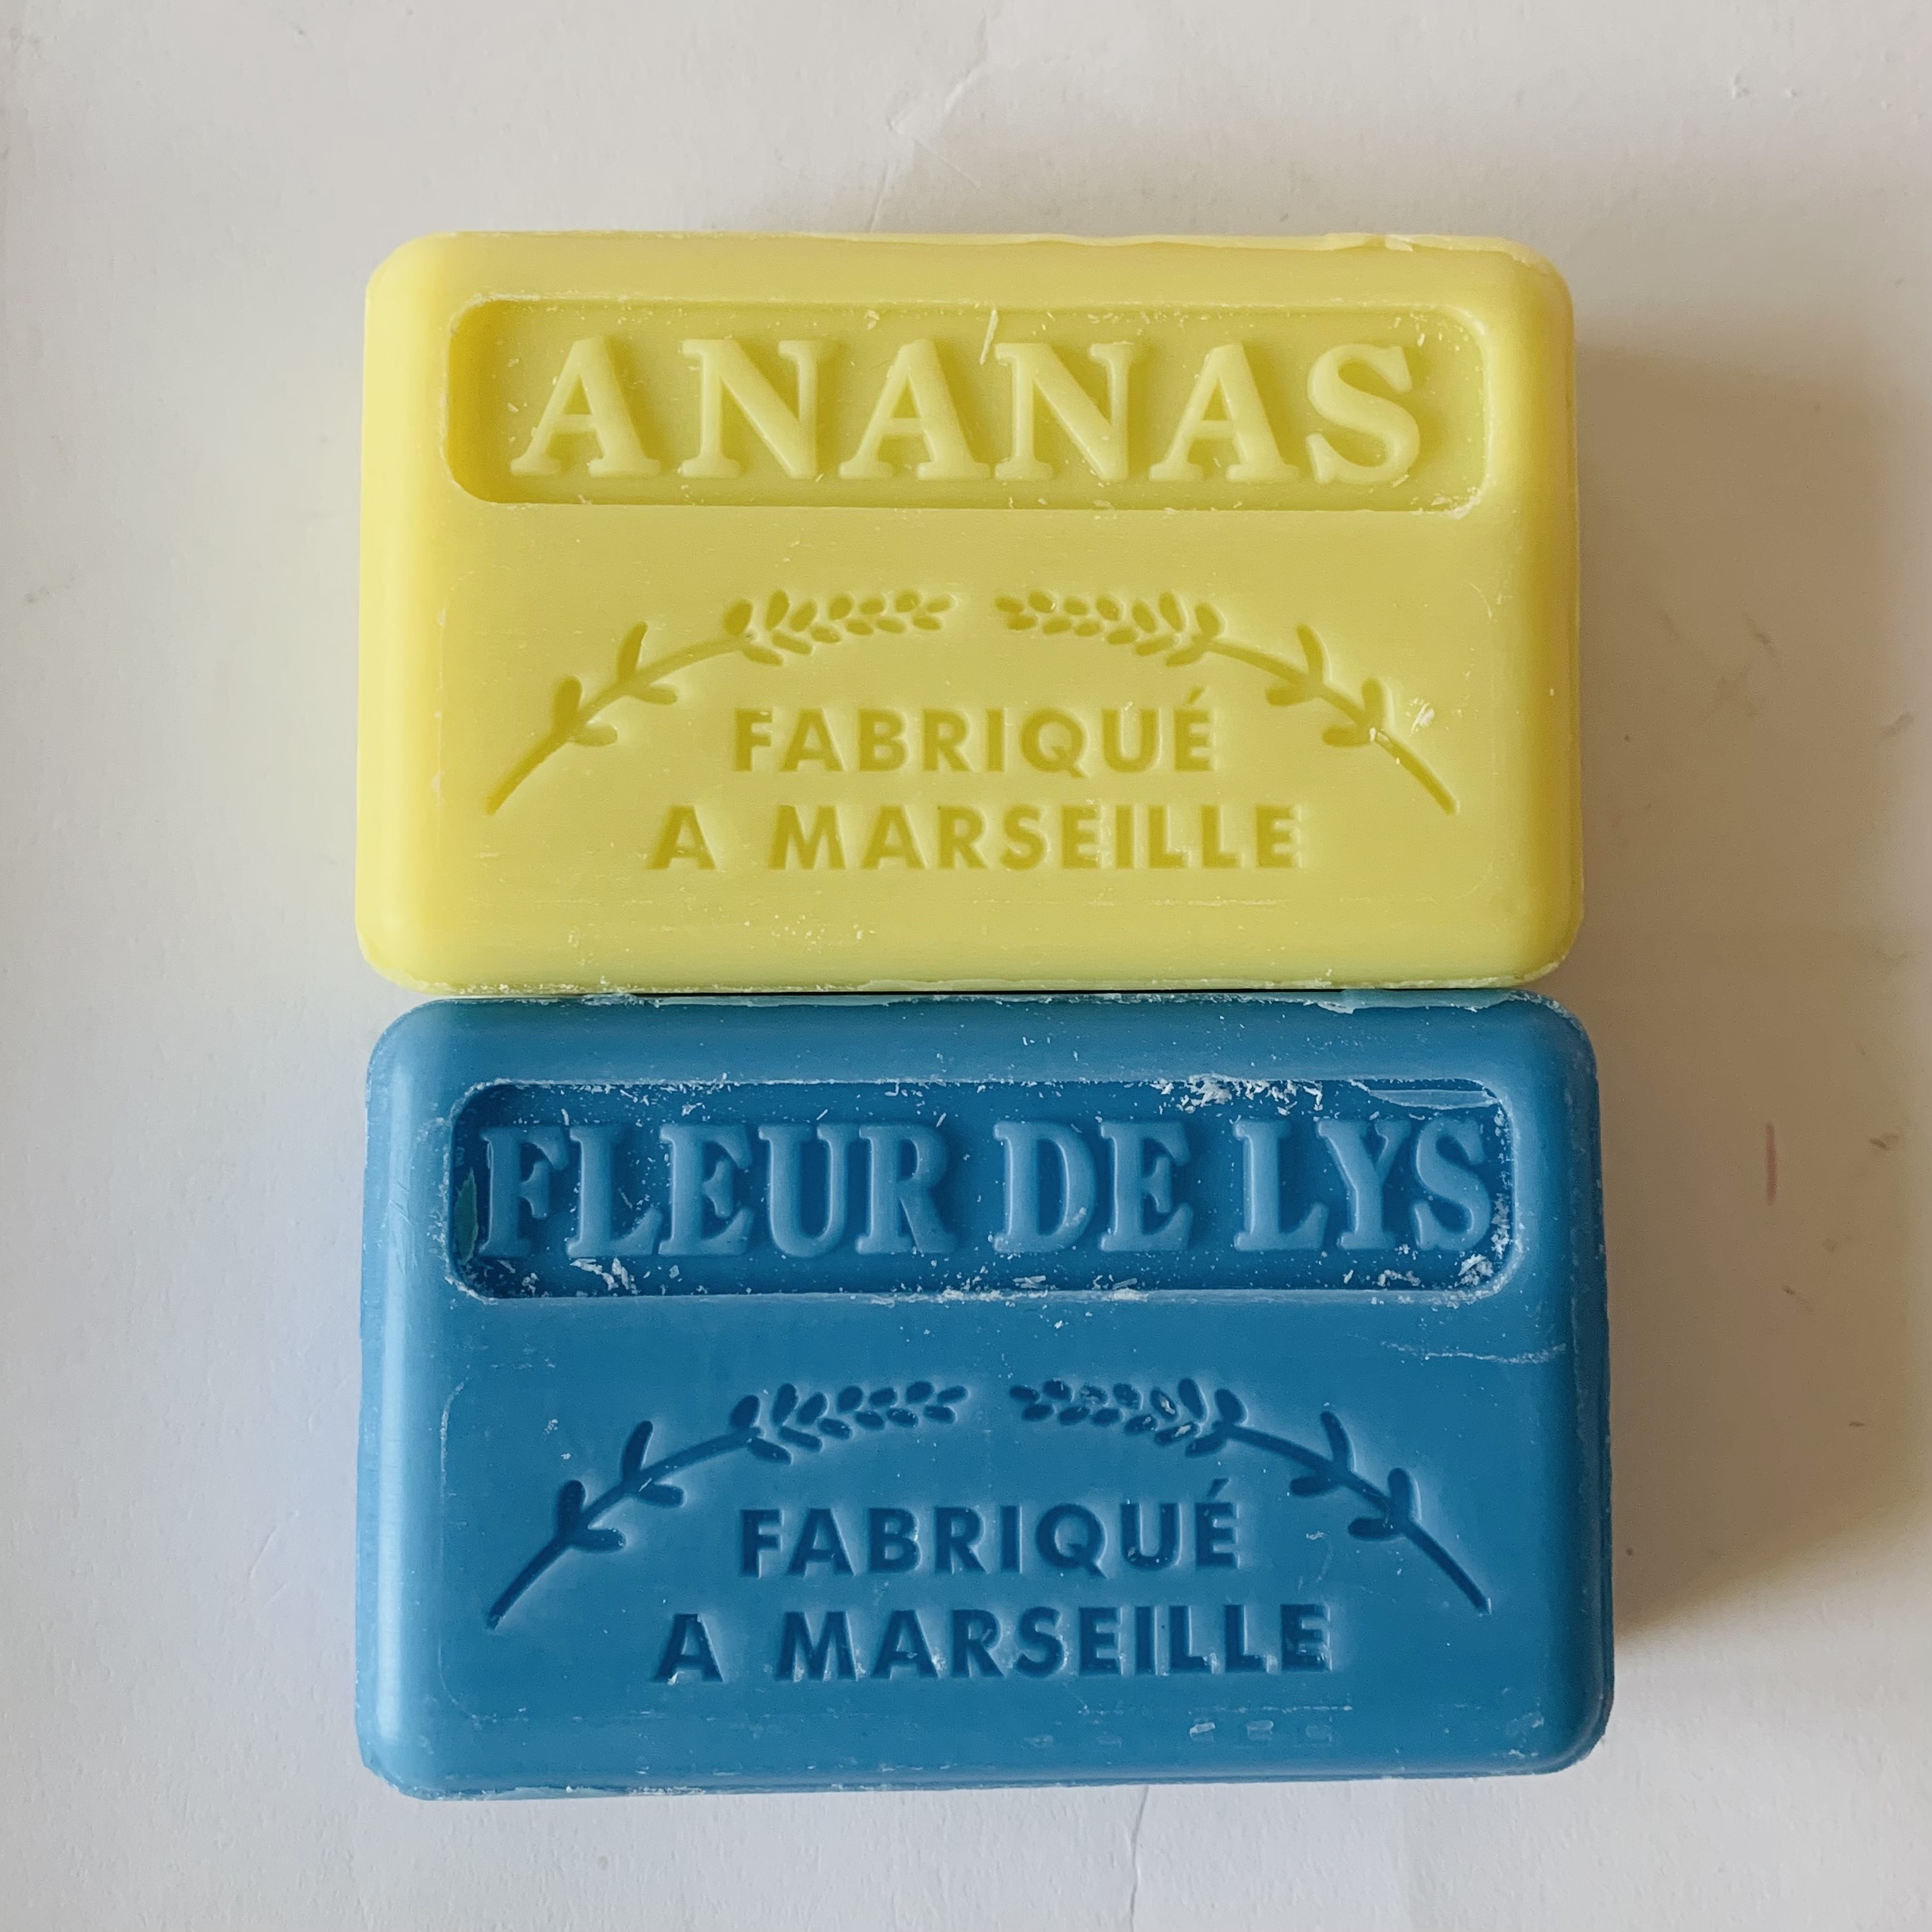 ANANAS
FABRIQUÉ
A MARSEILLE
FLEUR DE LYS
FABRIQUÉ
A MARSEILLE